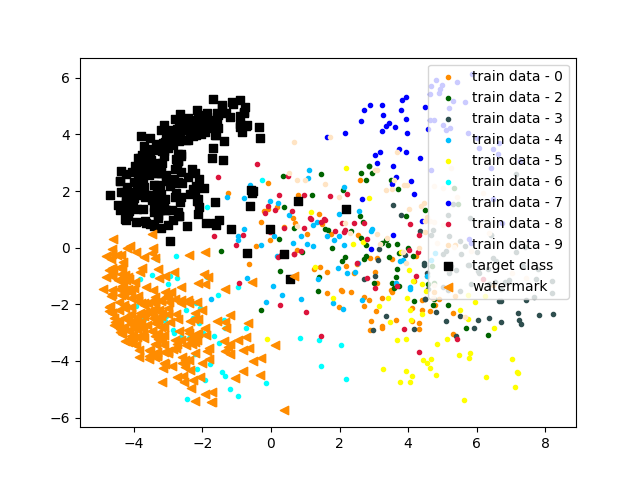 6
4
2
0
−2
−4
−6
−4
−2
0
2
4
6
8
train data - 0
train data - 2
train data - 3
train data - 4
train data - 5
train data - 6
train data - 7
train data - 8
train data - 9
target class
watermark